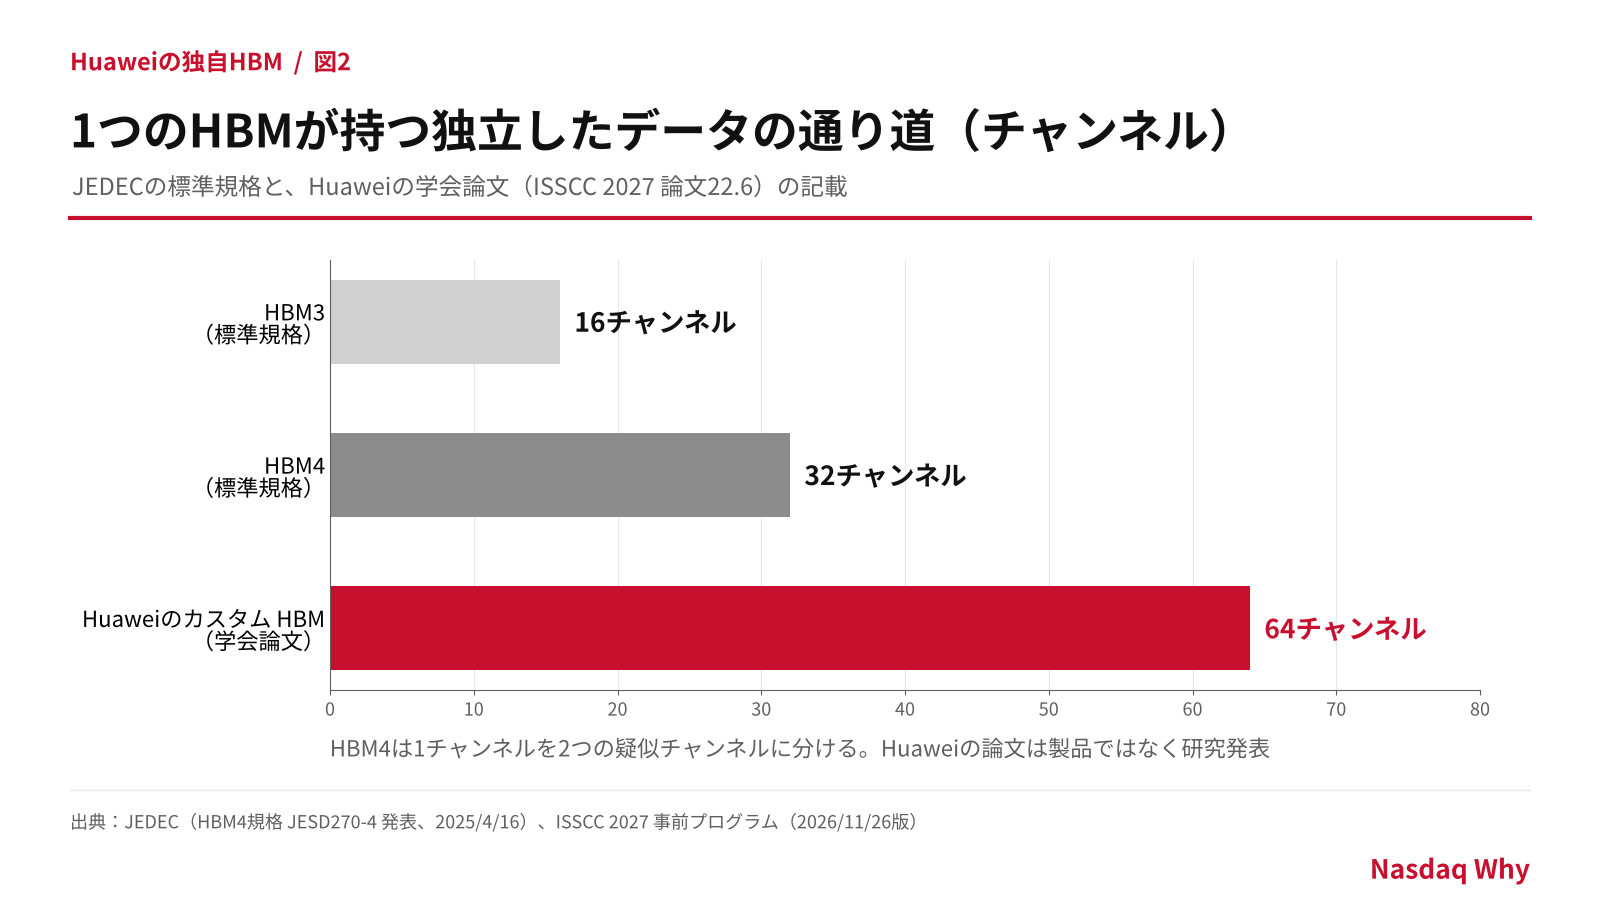 Huaweiの独自HBM / 図2
1つのHBMが持つ独立したデータの通り道（チャンネル）
JEDECの標準規格と、Huaweiの学会論文（ISSCC 2027 論文22.6）の記載
HBM3
（標準規格）
16チャンネル
HBM4
（標準規格）
32チャンネル
Huaweiのカスタム HBM
（学会論文）
64チャンネル
0 10 20 30 40 50 60 70 80
HBM4は1チャンネルを2つの疑似チャンネルに分ける。Huaweiの論文は製品ではなく研究発表
出典：JEDEC（HBM4規格 JESD270-4 発表、2025/4/16）、ISSCC 2027 事前プログラム（2026/11/26版）
Nasdaq Why